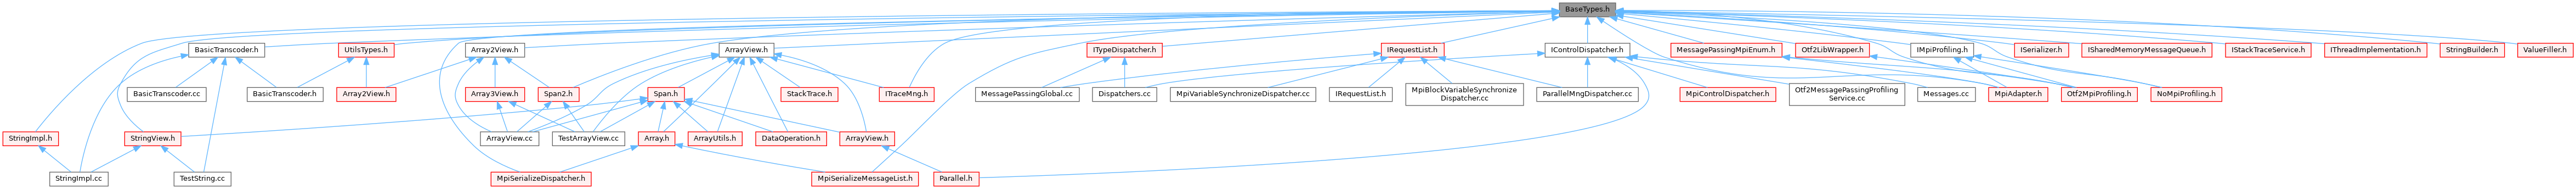 BaseTypes.h
BasicTranscoder.h
UtilsTypes.h
Array2View.h
ArrayView.h
ITypeDispatcher.h
IRequestList.h
IControlDispatcher.h
MessagePassingMpiEnum.h
Otf2LibWrapper.h
IMpiProfiling.h
ISerializer.h
ISharedMemoryMessageQueue.h
IStackTraceService.h
IThreadImplementation.h
StringBuilder.h
ValueFiller.h
BasicTranscoder.cc
BasicTranscoder.h
Array2View.h
Array3View.h
Span2.h
Span.h
StackTrace.h
ITraceMng.h
MessagePassingGlobal.cc
Dispatchers.cc
MpiVariableSynchronizeDispatcher.cc
IRequestList.h
MpiBlockVariableSynchronize
Dispatcher.cc
ParallelMngDispatcher.cc
MpiControlDispatcher.h
Otf2MessagePassingProfiling
Service.cc
Messages.cc
MpiAdapter.h
Otf2MpiProfiling.h
NoMpiProfiling.h
StringImpl.h
StringView.h
ArrayView.cc
TestArrayView.cc
Array.h
ArrayUtils.h
DataOperation.h
ArrayView.h
StringImpl.cc
TestString.cc
MpiSerializeDispatcher.h
MpiSerializeMessageList.h
Parallel.h